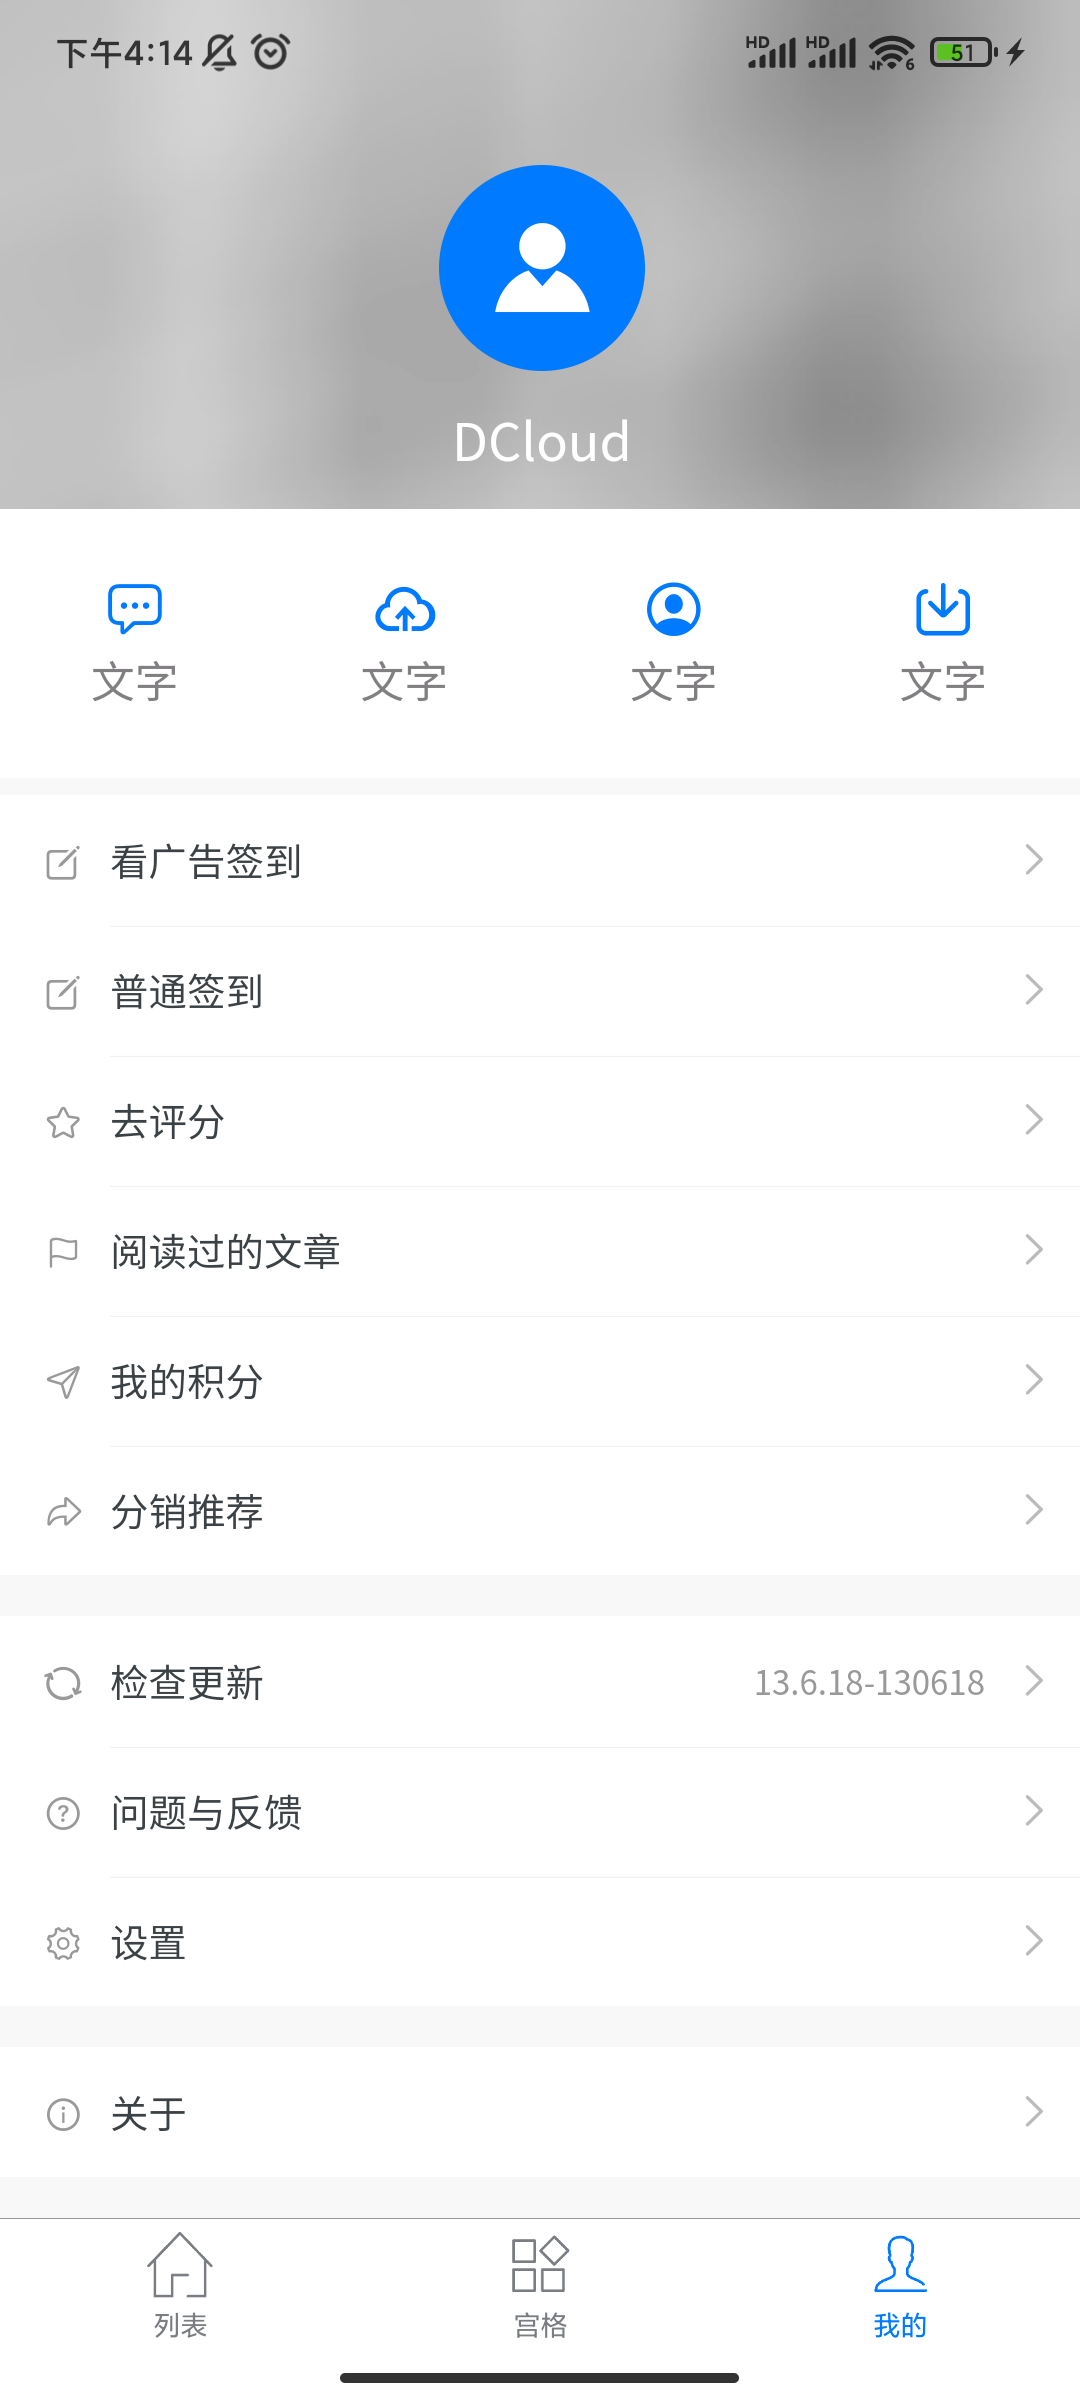 下午4:14 HD HD 6 51
DCloud
文字 文字 文字 文字
看广告签到
普通签到
去评分
阅读过的文章
我的积分
分销推荐
检查更新 13.6.18-130618
问题与反馈
设置
关于
列表 宫格 我的